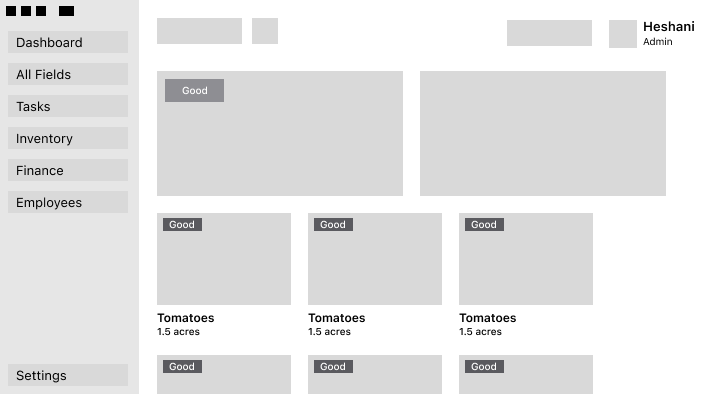 Dashboard
All Fields
Tasks
Inventory
Finance
Employees
Settings
Heshani
Admin
Good
Good
Good
Good
Tomatoes
Tomatoes
Tomatoes
1.5 acres
1.5 acres
1.5 acres
Good
Good
Good